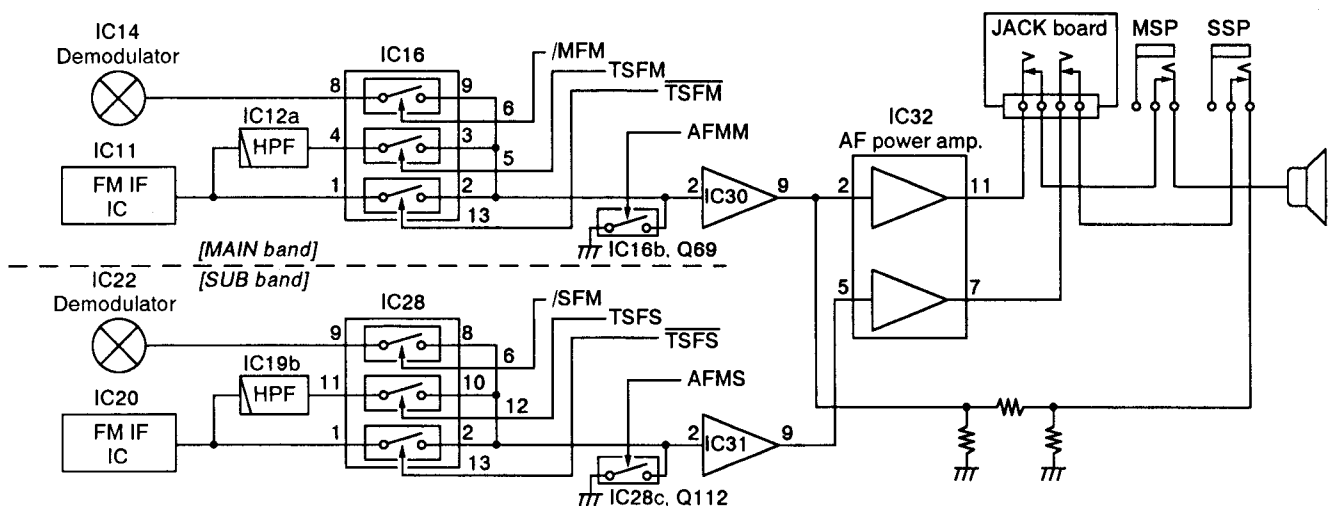 IC14
Demodulator
IC16
/MFM
TSFM
TSFM
8
9
6
IC12a
HPF
4
3
5
IC11
FM IF
IC
1
2
13
AFMM
IC16b, Q69
2
IC30
9
[MAIN band]
[SUB band]
IC22
Demodulator
IC28
/SFM
TSFS
TSFS
9
8
6
IC19b
HPF
11
10
12
IC20
FM IF
IC
1
2
13
AFMS
IC28c, Q112
2
IC31
9
IC32
AF power amp.
2
11
5
7
JACK board
MSP
SSP